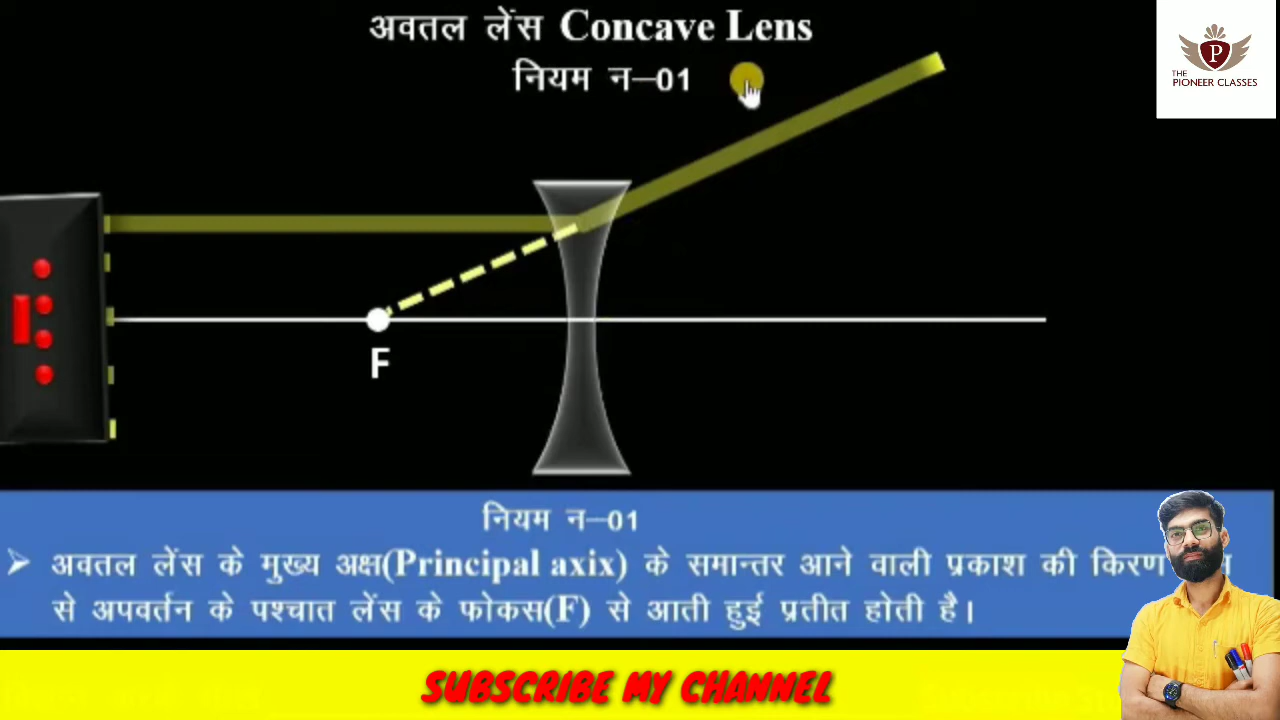 अवतल लेंस Concave Lens
नियम न–01
P
THE
PIONEER CLASSES
F
नियम न–01
अवतल लेंस के मुख्य अक्ष(Principal axix) के समान्तर आने वाली प्रकाश की किरण
से अपवर्तन के पश्चात लेंस के फोकस(F) से आती हुई प्रतीत होती है।
SUBSCRIBE MY CHANNEL